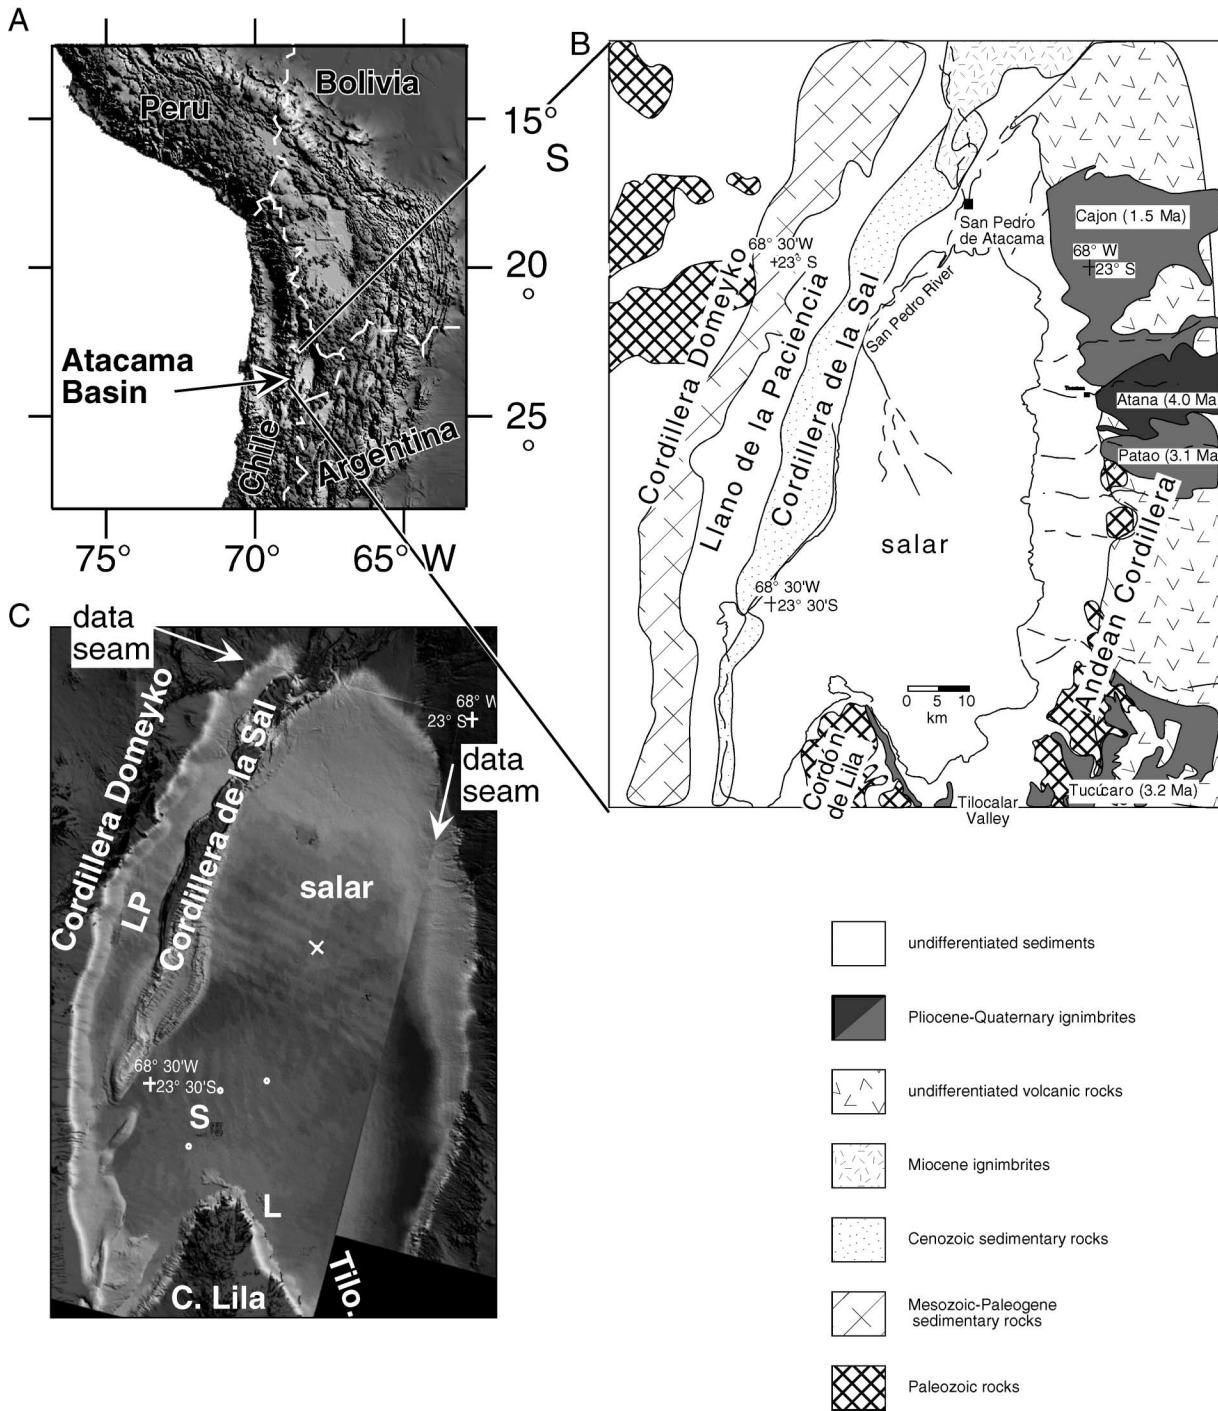 A
Peru
Bolivia
15°
S
20
°
25
°
Atacama
Basin
Chile
Argentina
75°
70°
65° W
B
68° 30'W
+23° S
Cordillera Domeyko
Llano de la Paciencia
Cordillera de la Sal
San Pedro River
San Pedro
de Atacama
Cajon (1.5 Ma)
68° W
+23° S
Atana (4.0 Ma
Patao (3.1 Ma
salar
68° 30'W
+23° 30'S
Andean Cordillera
0 5 10
km
Cordón
de Lila
Tilocalar
Valley
Tucúcaro (3.2 Ma)
C
data
seam
Cordillera Domeyko
LP
Cordillera de la Sal
68° W
23° S+
data
seam
salar
68° 30'W
+23° 30'S
S
L
C. Lila
Tilo.
undifferentiated sediments
Pliocene-Quaternary ignimbrites
undifferentiated volcanic rocks
Miocene ignimbrites
Cenozoic sedimentary rocks
Mesozoic-Paleogene
sedimentary rocks
Paleozoic rocks